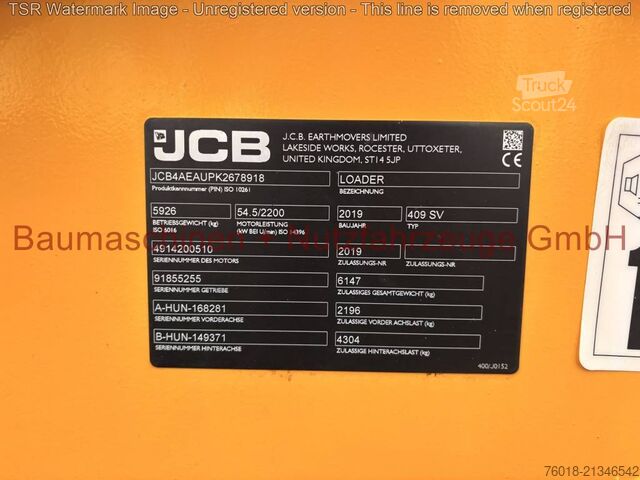 TSR Watermark Image - Unregistered version - This line is removed when registered
Truck
Scout24
JCB
J.C.B. EARTHMOVERS LIMITED
LAKESIDE WORKS, ROCESTER, UTTOXETER,
UNITED KINGDOM, ST14 5JP
CE
JCB4AEAUPK2678918
Produktkennnummer (PIN) ISO 10261
LOADER
BEZEICHNUNG
5926
BETRIEBSGEWICHT (kg)
ISO 6016
54.5/2200
MOTORLEISTUNG
(kW BEI U/min) ISO 14396
2019
BAUJAHR
409 SV
TYP
Baumaschinen + Nutzfahrzeuge GmbH
4914200510
SERIENNUMMER DES MOTORS
2019
ZULASSUNGS-NR
ZULASSUNGS-NR
91855255
SERIENNUMMER GETRIEBE
6147
ZULÄSSIGES GESAMTGEWICHT (kg)
A-HUN-168281
SERIENNUMMER VORDERACHSE
2196
ZULÄSSIGE VORDER ACHSLAST (kg)
B-HUN-149371
SERIENNUMMER HINTERACHSE
4304
ZULÄSSIGE HINTERACHSLAST (kg)
400/J0152
76018-21346542